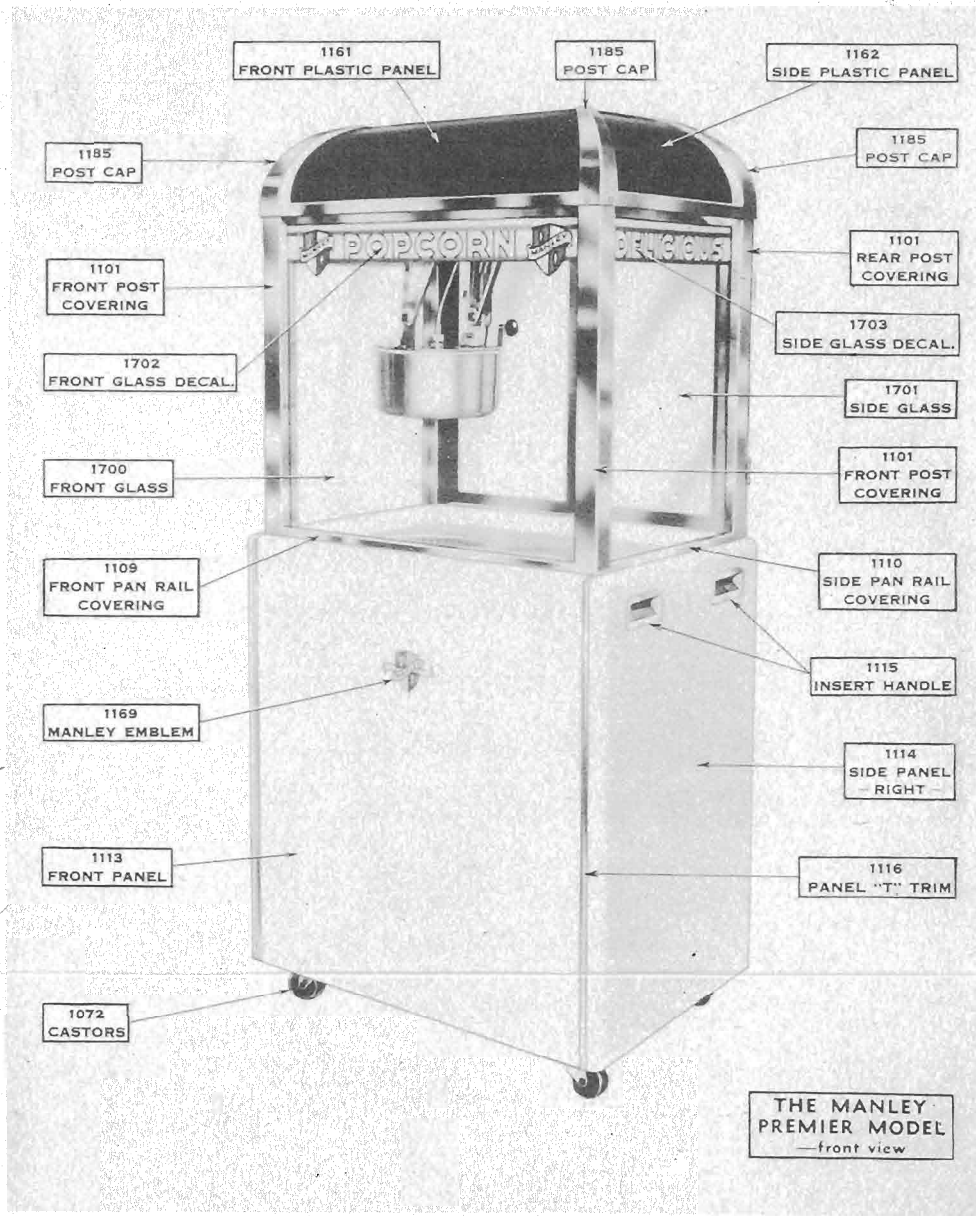 1161
FRONT PLASTIC PANEL
1185
POST CAP
1162
SIDE PLASTIC PANEL
1185
POST CAP
1185
POST CAP
1101
FRONT POST
COVERING
1101
REAR POST
COVERING
POPCORN
MANLEY
DELICIOUS
1702
FRONT GLASS DECAL.
1703
SIDE GLASS DECAL.
1701
SIDE GLASS
1700
FRONT GLASS
1101
FRONT POST
COVERING
1109
FRONT PAN RAIL
COVERING
1110
SIDE PAN RAIL
COVERING
1115
INSERT HANDLE
1169
MANLEY EMBLEM
1114
SIDE PANEL
- RIGHT -
1113
FRONT PANEL
1116
PANEL "T" TRIM
1072
CASTORS
THE MANLEY
PREMIER MODEL
—front view